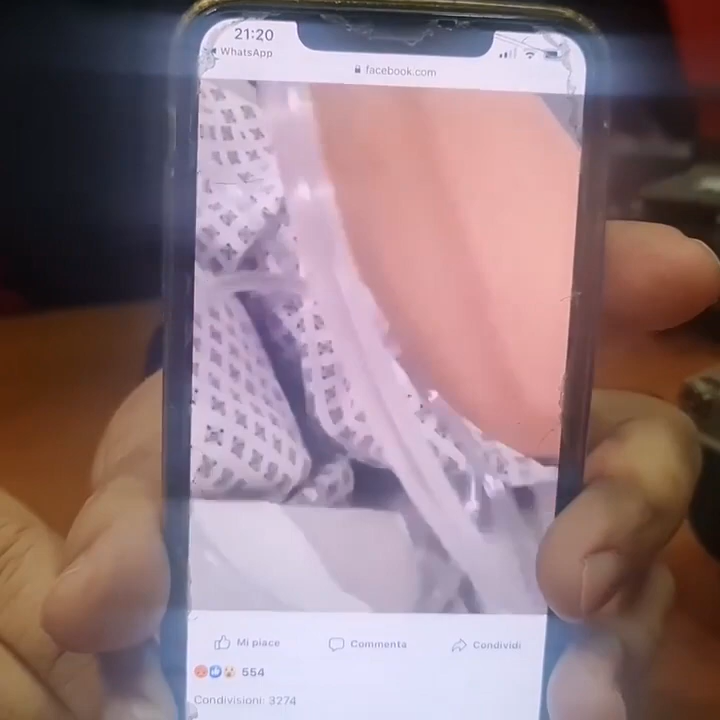 21:20
WhatsApp
facebook.com
Mi piace
Commenta
Condividi
554
Condivisioni: 3274